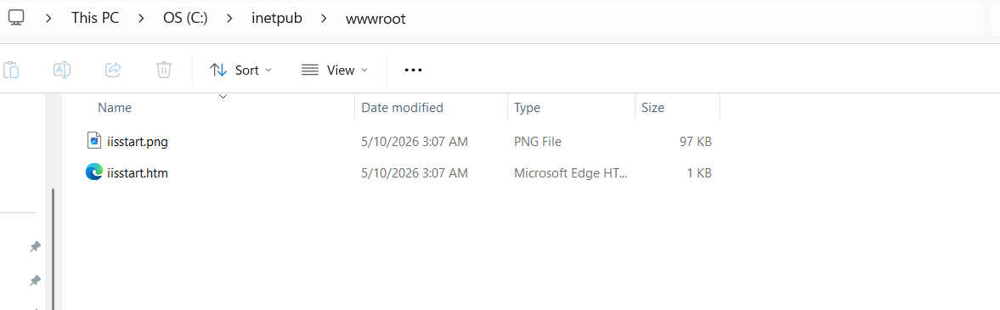 This PC > OS (C:) > inetpub > wwwroot
Sort View ...
Name Date modified Type Size
iisstart.png 5/10/2026 3:07 AM PNG File 97 KB
iisstart.htm 5/10/2026 3:07 AM Microsoft Edge HT... 1 KB